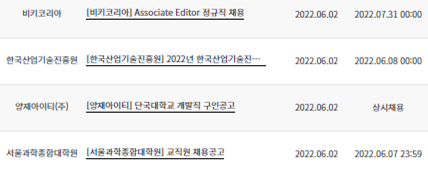 비키코리아 [비키코리아] Associate Editor 정규직 채용 2022.06.02 2022.07.31 00:00
한국산업기술진흥원 [한국산업기술진흥원] 2022년 한국산업기술진… 2022.06.02 2022.06.08 00:00
양재아이티(주) [양재아이티] 단국대학교 개발직 구인공고 2022.06.02 상시채용
서울과학종합대학원 [서울과학종합대학원] 교직원 채용공고 2022.06.02 2022.06.07 23:59